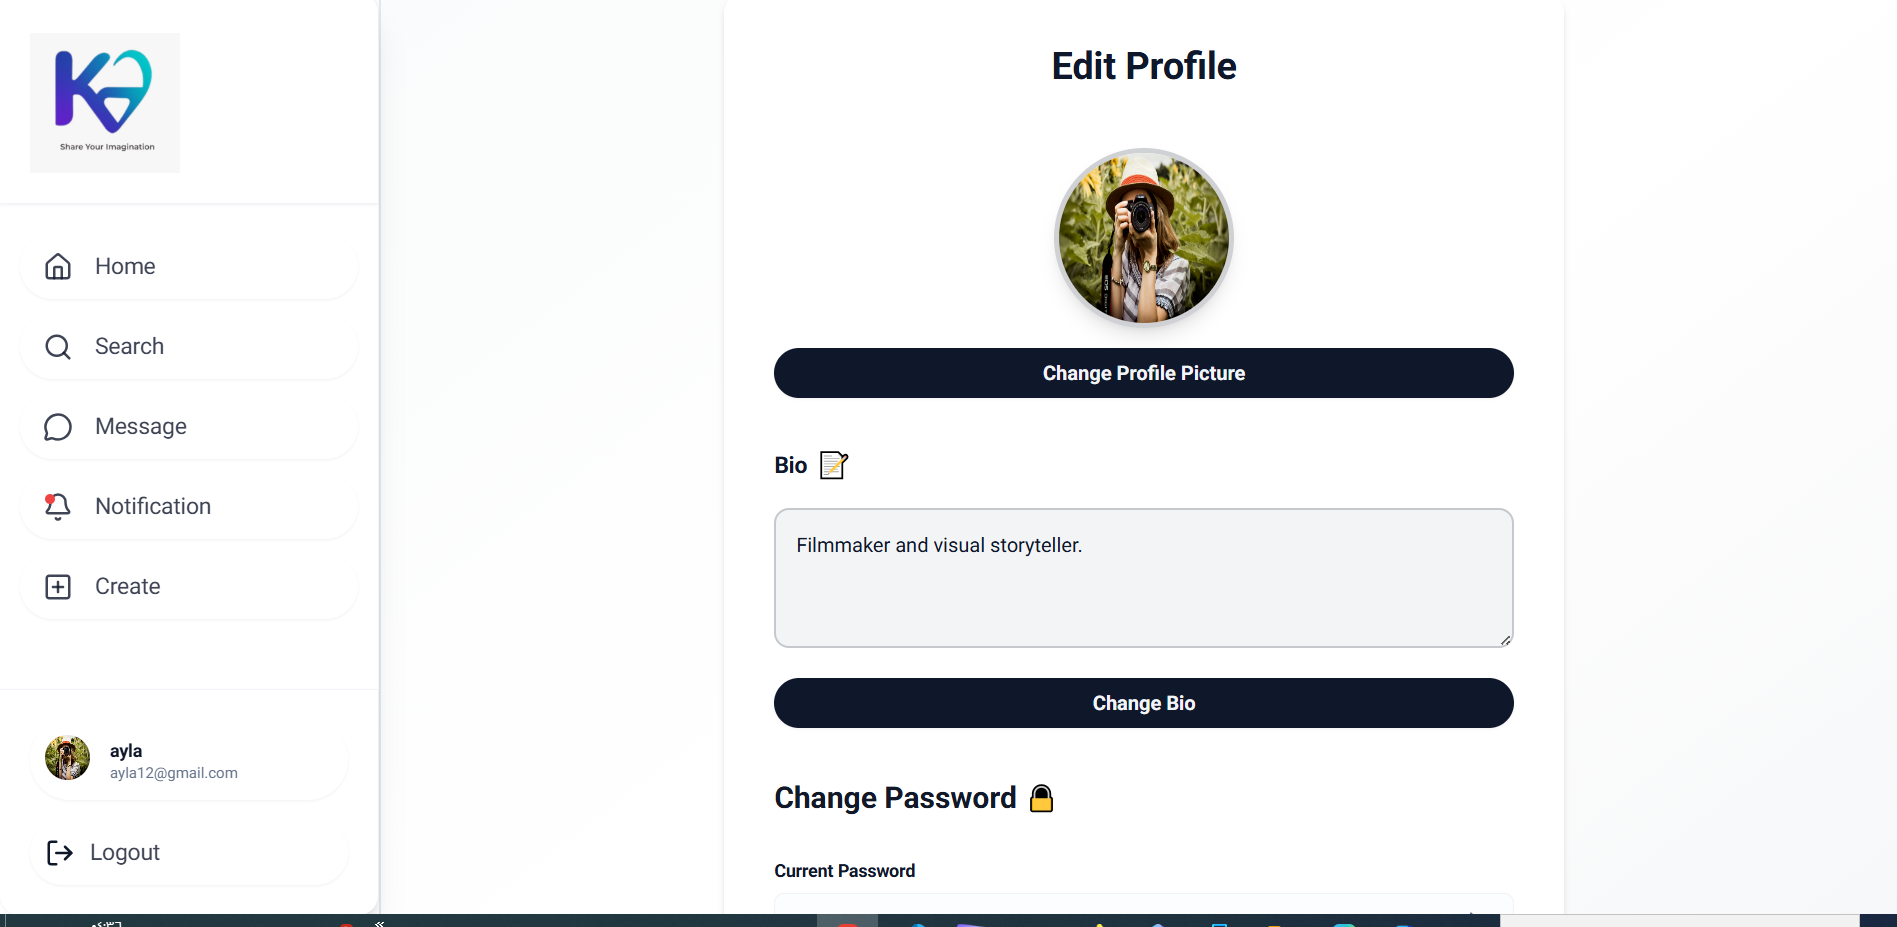 Share Your Imagination
Home
Search
Message
Notification
Create
ayla
ayla12@gmail.com
Logout
Edit Profile
Change Profile Picture
Bio
Filmmaker and visual storyteller.
Change Bio
Change Password
Current Password